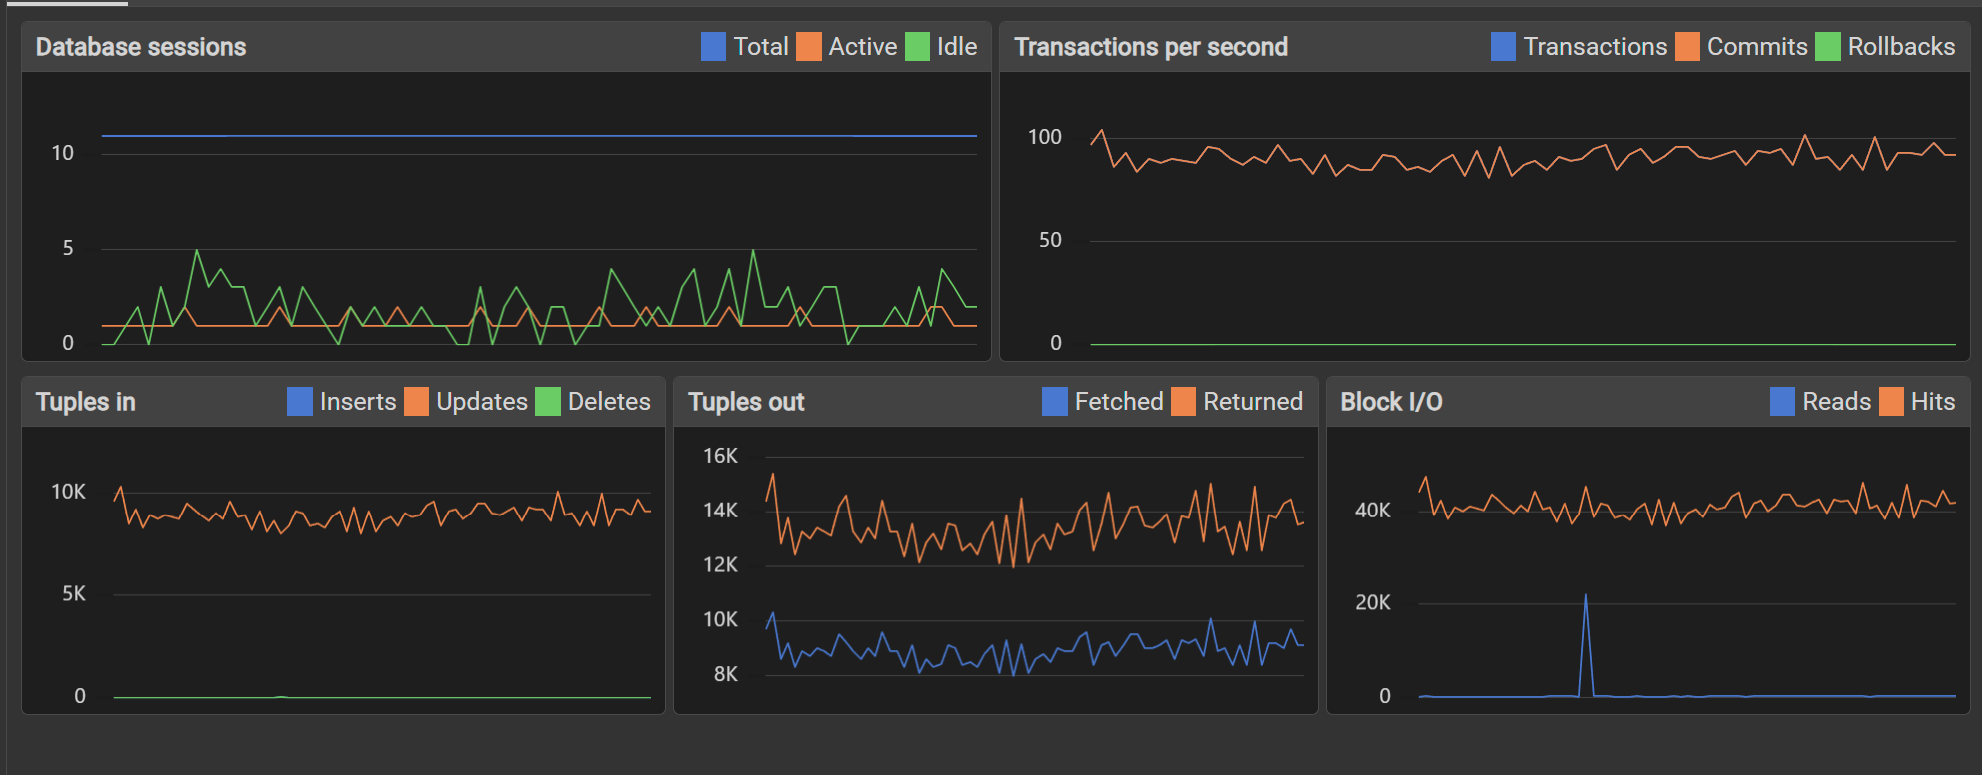 Database sessions
Total Active Idle
10
5
0
Transactions per second
Transactions Commits Rollbacks
100
50
0
Tuples in
Inserts Updates Deletes
10K
5K
0
Tuples out
Fetched Returned
16K
14K
12K
10K
8K
Block I/O
Reads Hits
40K
20K
0